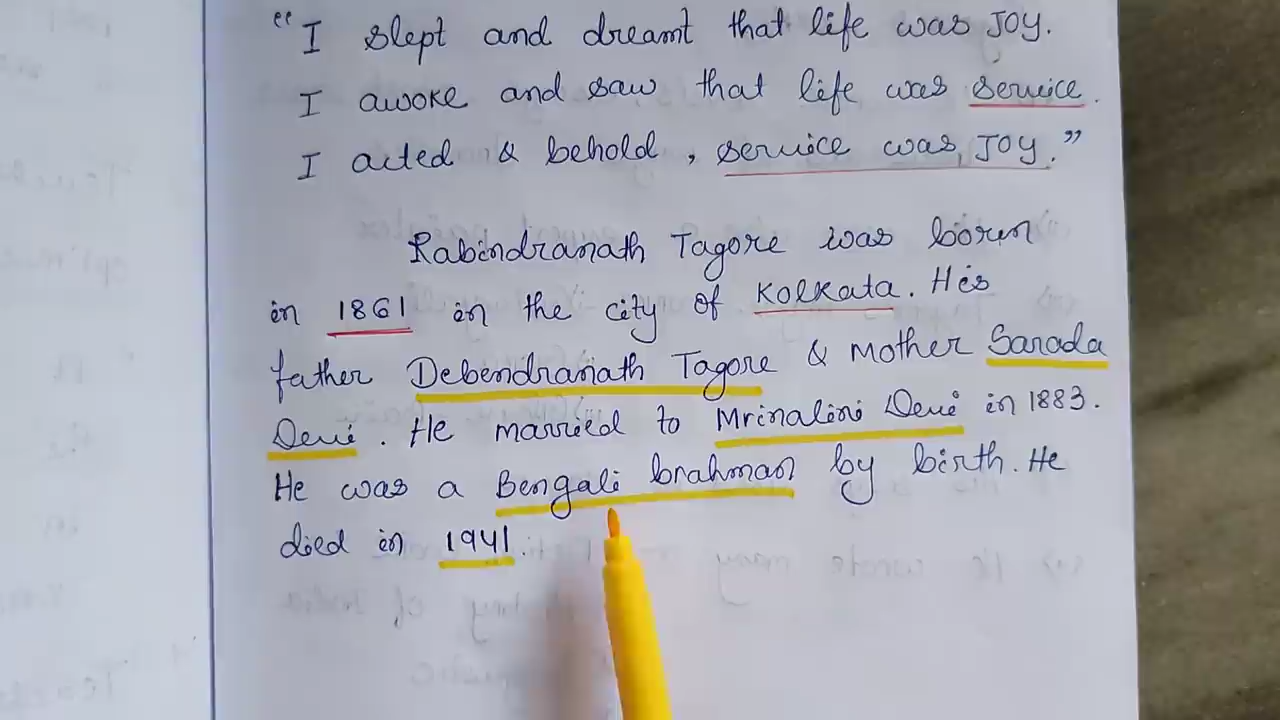 “I slept and dreamt that life was JOY.
I awoke and saw that life was service.
I acted & behold, service was JOY.”
Rabindranath Tagore was born
in 1861 in the city of Kolkata. His
father Debendranath Tagore & Mother Sarada
Devi. He married to Mrinalini Devi in 1883.
He was a Bengali brahman by birth. He
died in 1941.